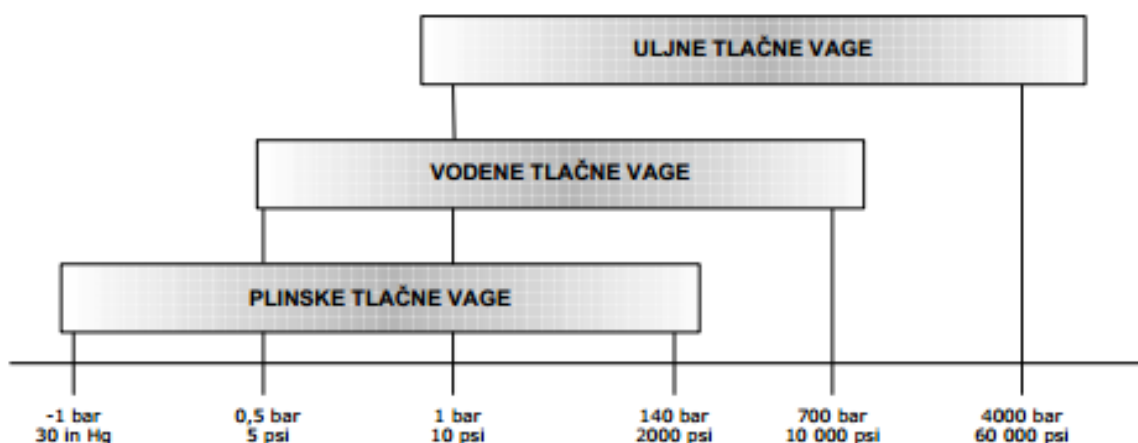 ULJNE TLAČNE VAGE
VODENE TLAČNE VAGE
PLINSKE TLAČNE VAGE
-1 bar 0,5 bar 1 bar 140 bar 700 bar 4000 bar
30 in Hg 5 psi 10 psi 2000 psi 10 000 psi 60 000 psi